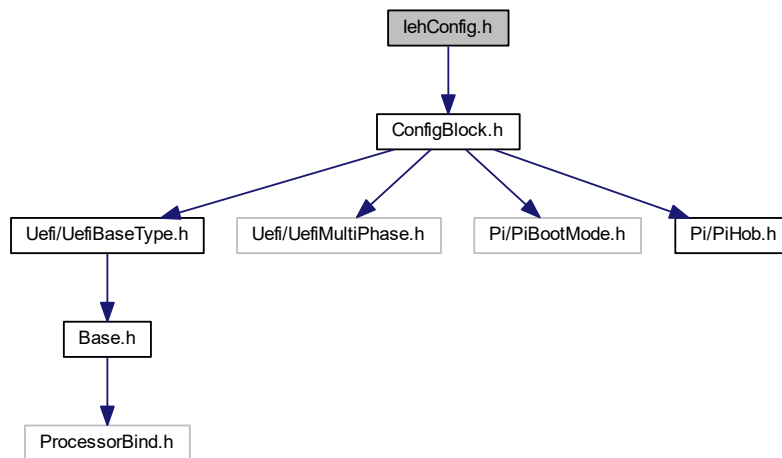 IehConfig.h
ConfigBlock.h
Uefi/UefiBaseType.h
Uefi/UefiMultiPhase.h
Pi/PiBootMode.h
Pi/PiHob.h
Base.h
ProcessorBind.h